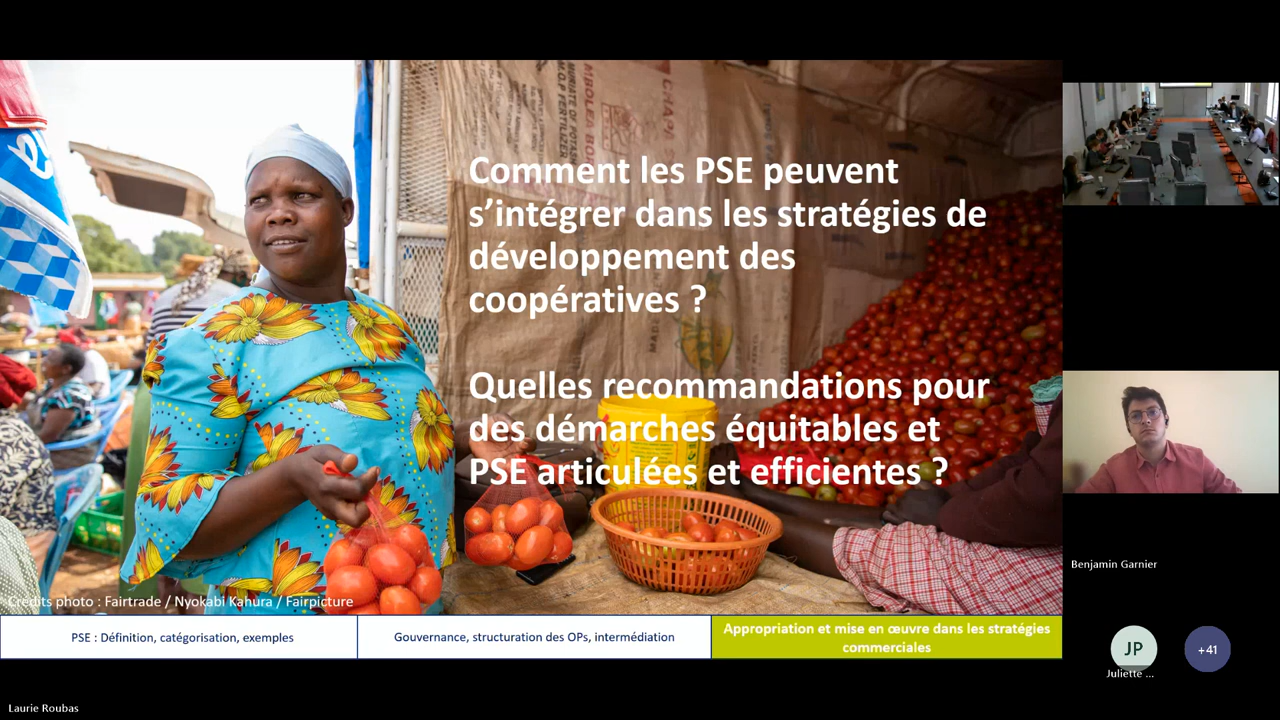 Comment les PSE peuvent
s’intégrer dans les stratégies de
développement des
coopératives ?
Quelles recommandations pour
des démarches équitables et
PSE articulées et efficientes ?
Crédits photo : Fairtrade / Nyokabi Kahura / Fairpicture
PSE : Définition, catégorisation, exemples
Gouvernance, structuration des OPs, intermédiation
Appropriation et mise en œuvre dans les stratégies
commerciales
Benjamin Garnier
JP
Juliette ...
+41
Laurie Roubas